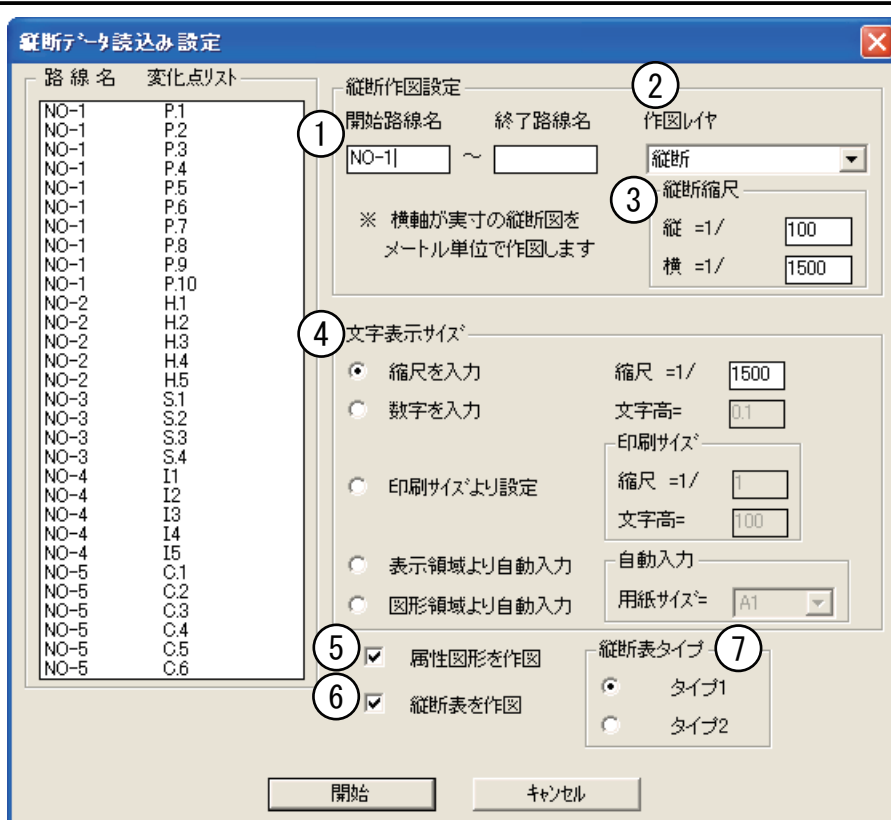 縦断ﾃﾞｰﾀ読込み設定
路線名 変化点ﾘｽﾄ
NO-1 P.1
NO-1 P.2
NO-1 P.3
NO-1 P.4
NO-1 P.5
NO-1 P.6
NO-1 P.7
NO-1 P.8
NO-1 P.9
NO-1 P.10
NO-2 H.1
NO-2 H.2
NO-2 H.3
NO-2 H.4
NO-2 H.5
NO-3 S.1
NO-3 S.2
NO-3 S.3
NO-3 S.4
NO-4 I.1
NO-4 I.2
NO-4 I.3
NO-4 I.4
NO-4 I.5
NO-5 C.1
NO-5 C.2
NO-5 C.3
NO-5 C.4
NO-5 C.5
NO-5 C.6
縦断作図設定
① 開始路線名 終了路線名
NO-1 ～
※ 横軸が実寸の縦断図を
メートル単位で作図します
②
作図ﾚｲﾔ
縦断
③ 縦断縮尺
縦 =1/ 100
横 =1/ 1500
④ 文字表示ｻｲｽﾞ
縮尺を入力 縮尺 =1/ 1500
数字を入力 文字高= 0.1
印刷ｻｲｽﾞ
印刷ｻｲｽﾞより設定 縮尺 =1/ 1
文字高= 100
表示領域より自動入力 自動入力
図形領域より自動入力 用紙ｻｲｽﾞ= A1
⑤ 属性図形を作図
⑥ 縦断表を作図
縦断表タイプ ⑦
タイプ1
タイプ2
開始 ｷｬﾝｾﾙ